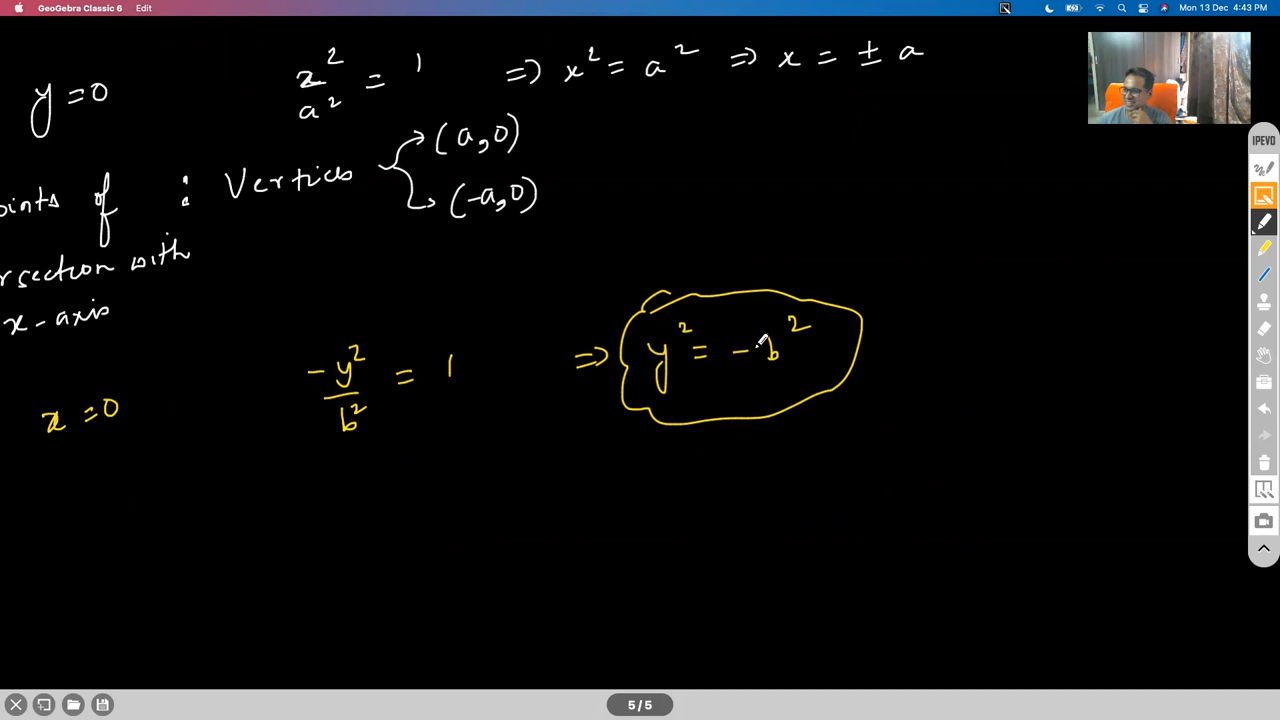 GeoGebra Classic 6 Edit
Mon 13 Dec 4:43 PM
y = 0 x²/a² = 1 ⇒ x² = a² ⇒ x = ± a
oints of : Vertices (a, 0)
(-a, 0)
rsection with
x-axis
x = 0 -y²/b² = 1 ⇒ y² = - b²
IPEVO
5/5